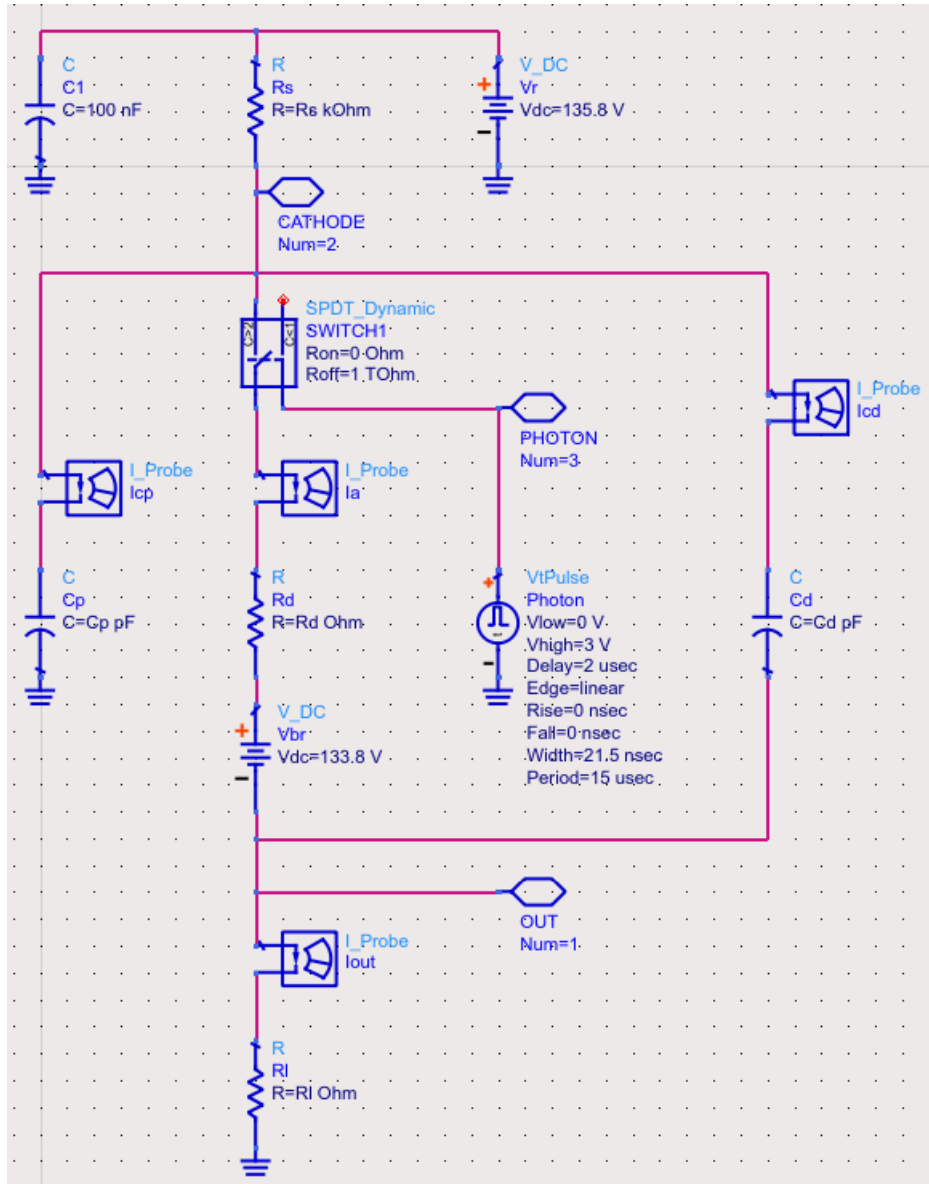 C
C1
C=100 nF
R
Rs
R=Rs kOhm
V_DC
Vr
Vdc=135.8 V
+
-
CATHODE
Num=2
SPDT_Dynamic
SWITCH1
Ron=0 Ohm
Roff=1 TOhm
C>2
C<1
PHOTON
Num=3
I_Probe
Icd
I_Probe
Icp
I_Probe
Ia
C
Cp
C=Cp pF
R
Rd
R=Rd Ohm
+
-
VtPulse
Photon
Vlow=0 V
Vhigh=3 V
Delay=2 usec
Edge=linear
Rise=0 nsec
Fall=0 nsec
Width=21.5 nsec
Period=15 usec
C
Cd
C=Cd pF
V_DC
Vbr
Vdc=133.8 V
+
-
OUT
Num=1
I_Probe
Iout
R
Rl
R=Rl Ohm